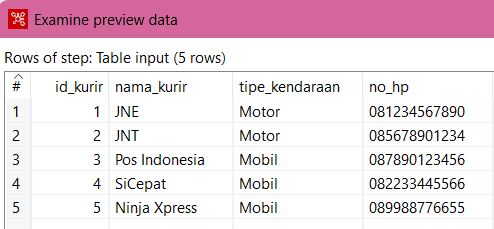 Examine preview data
Rows of step: Table input (5 rows)
# id_kurir nama_kurir tipe_kendaraan no_hp
1 1 JNE Motor 081234567890
2 2 JNT Motor 085678901234
3 3 Pos Indonesia Mobil 087890123456
4 4 SiCepat Mobil 082233445566
5 5 Ninja Xpress Mobil 089988776655